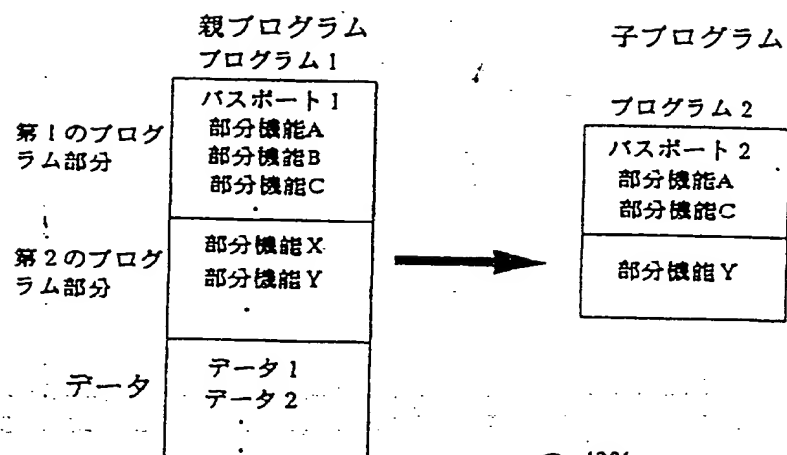 親プログラム
プログラム1
パスポート1
部分機能A
部分機能B
部分機能C
第1のプログ
ラム部分
部分機能X
部分機能Y
第2のプログ
ラム部分
データ1
データ2
データ
子プログラム
プログラム2
パスポート2
部分機能A
部分機能C
部分機能Y